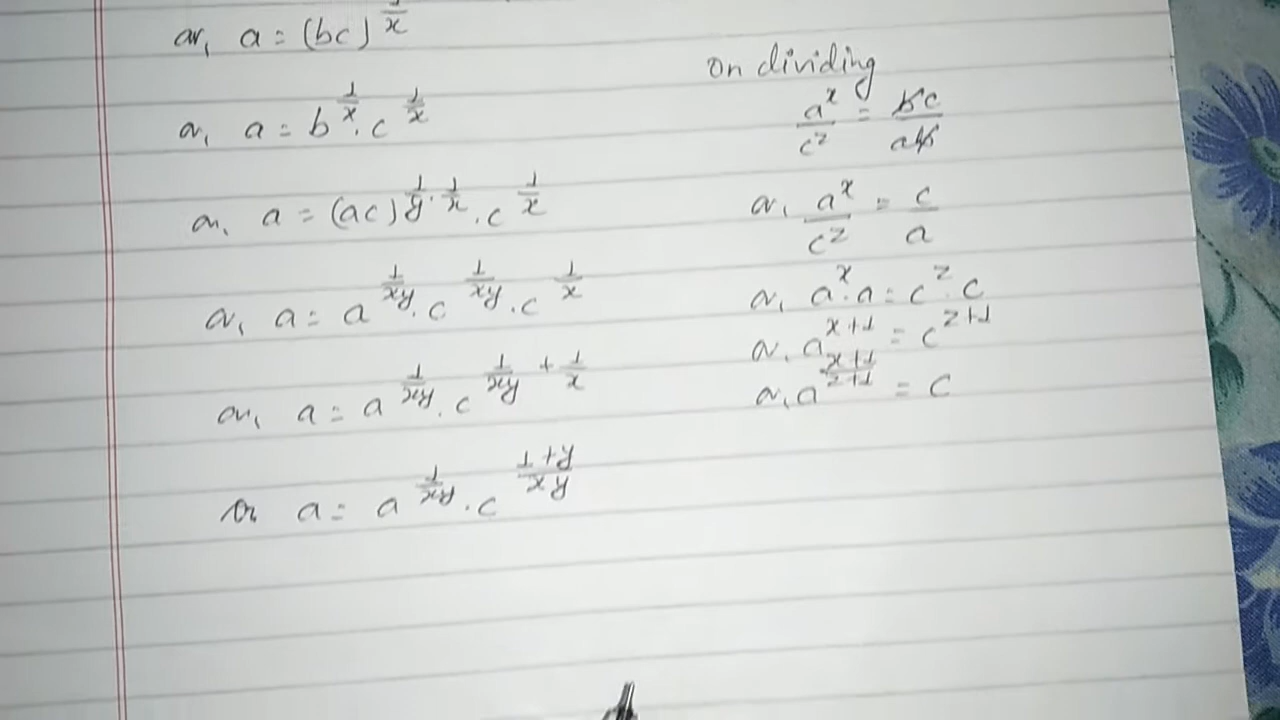 or, a = (bc)^(1/x)
or, a = b^(1/x) . c^(1/x)
or, a = (ac)^(1/y . 1/x) . c^(1/x)
or, a = a^(1/xy) . c^(1/xy) . c^(1/x)
or, a = a^(1/xy) . c^(1/xy + 1/x)
or a = a^(1/xy) . c^((1+y)/xy)
on dividing
a^x/c^z = bc/ab
or, a^x/c^z = c/a
or, a^x . a = c^z . c
or, a^(x+1) = c^(z+1)
or, a^((x+1)/(z+1)) = c